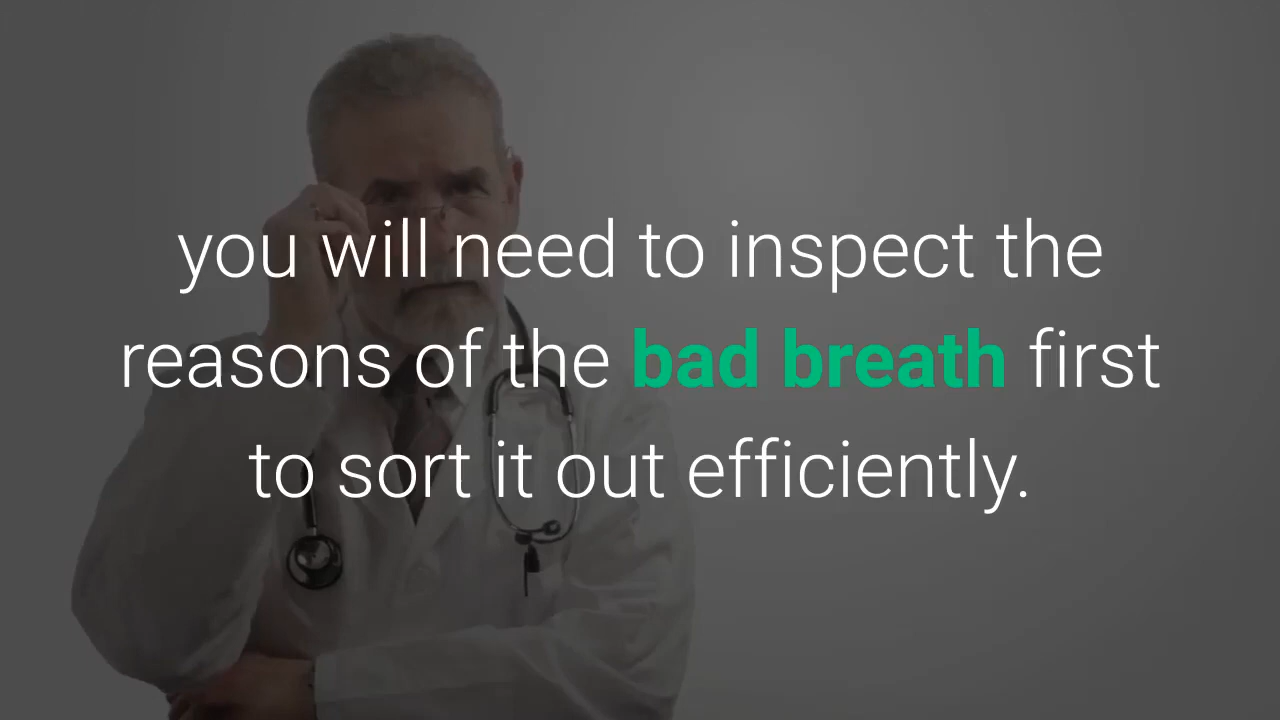 you will need to inspect the
reasons of the bad breath first
to sort it out efficiently.